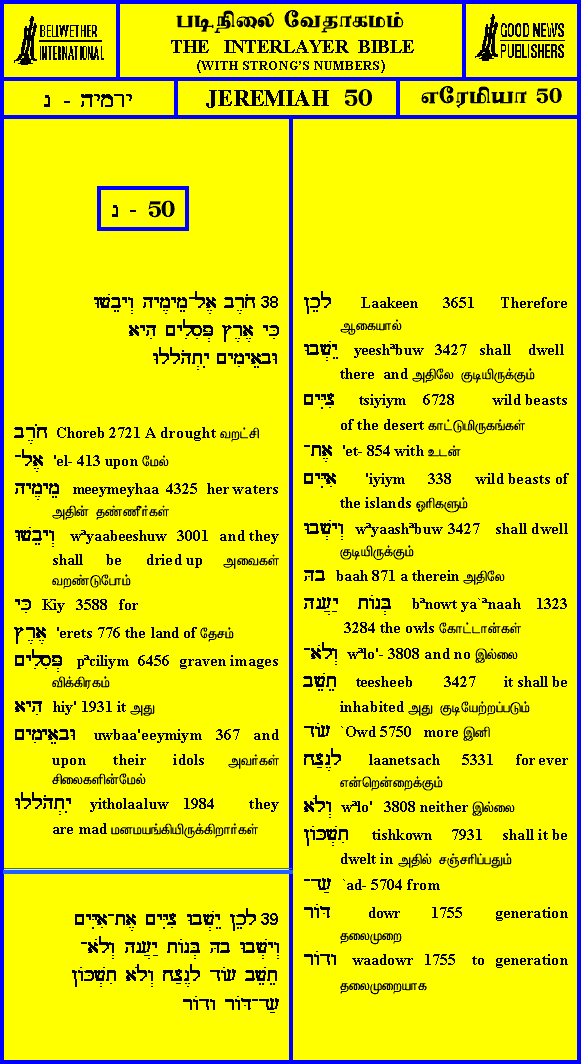 BELLWETHER
INTERNATIONAL
படிநிலை வேதாகமம்
THE INTERLAYER BIBLE
(WITH STRONG'S NUMBERS)
GOOD NEWS
PUBLISHERS
ירמיה - נ
JEREMIAH 50
எரேமியா 50
נ - 50
38 חֹרֶב אֶל־מֵימֶיהָ וְיָבֵשׁוּ
כִּי אֶרֶץ פְּסִלִים הִיא
וּבָאֵימִים יִתְהֹלָלוּ
חֹרֶב Choreb 2721 A drought வறட்சி
אֶל־ 'el- 413 upon மேல்
מֵימֶיהָ meeymeyhaa 4325 her waters
அதின் தண்ணீர்கள்
וְיָבֵשׁוּ wªyaabeeshuw 3001 and they
shall be dried up அவைகள்
வறண்டுபோம்
כִּי Kiy 3588 for
אֶרֶץ 'erets 776 the land of தேசம்
פְּסִלִים pªciliym 6456 graven images
விக்கிரகம்
הִיא hiy' 1931 it அது
וּבָאֵימִים uwbaa'eeymiym 367 and
upon their idols அவர்கள்
சிலைகளின்மேல்
יִתְהֹלָלוּ yitholaaluw 1984 they
are mad மனமயங்கியிருக்கிறார்கள்
39 לָכֵן יֵשְׁבוּ צִיִּים אֶת־אִיִּים
וְיָשְׁבוּ בָהּ בְּנוֹת יַעֲנָה וְלֹא־
תֵשֵׁב עוֹד לָנֶצַח וְלֹא תִשְׁכּוֹן
עַד־דּוֹר וָדוֹר
לָכֵן Laakeen 3651 Therefore
ஆகையால்
יֵשְׁבוּ yeeshªbuw 3427 shall dwell
there and அதிலே குடியிருக்கும்
צִיִּים tsiyiym 6728 wild beasts
of the desert காட்டுமிருகங்கள்
אֶת־ 'et- 854 with உடன்
אִיִּים 'iyiym 338 wild beasts of
the islands ஓரிகளும்
וְיָשְׁבוּ wªyaashªbuw 3427 shall dwell
குடியிருக்கும்
בָהּ baah 871 a therein அதிலே
בְּנוֹת יַעֲנָה bªnowt ya`ªnaah 1323
3284 the owls கோட்டான்கள்
וְלֹא־ wªlo'- 3808 and no இல்லை
תֵשֵׁב teesheeb 3427 it shall be
inhabited அது குடியேற்றப்படும்
עוֹד `Owd 5750 more இனி
לָנֶצַח laanetsach 5331 for ever
என்றென்றைக்கும்
וְלֹא wªlo' 3808 neither இல்லை
תִשְׁכּוֹן tishkown 7931 shall it be
dwelt in அதில் சஞ்சரிப்பதும்
עַד־ `ad- 5704 from
דּוֹר dowr 1755 generation
தலைமுறை
וָדוֹר waadowr 1755 to generation
தலைமுறையாக